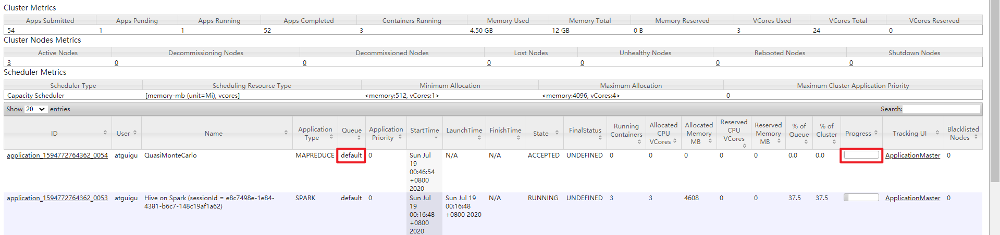 Cluster Metrics
Apps Submitted Apps Pending Apps Running Apps Completed Containers Running Memory Used Memory Total Memory Reserved VCores Used VCores Total VCores Reserved
54 1 1 52 3 4.50 GB 12 GB 0 B 3 24 0
Cluster Nodes Metrics
Active Nodes Decommissioning Nodes Decommissioned Nodes Lost Nodes Unhealthy Nodes Rebooted Nodes Shutdown Nodes
3 0 0 0 0 0 0
Scheduler Metrics
Scheduler Type Scheduling Resource Type Minimum Allocation Maximum Allocation Maximum Cluster Application Priority
Capacity Scheduler [memory-mb (unit=Mi), vcores] <memory:512, vCores:1> <memory:4096, vCores:4> 0
Show 20 entries Search:
ID User Name Application Type Queue Application Priority StartTime LaunchTime FinishTime State FinalStatus Running Containers Allocated CPU VCores Allocated Memory MB Reserved CPU VCores Reserved Memory MB % of Queue % of Cluster Progress Tracking UI Blacklisted Nodes
application_1594772764362_0054 atguigu QuasiMonteCarlo MAPREDUCE default 0 Sun Jul 19 00:46:54 +0800 2020 N/A N/A ACCEPTED UNDEFINED 0 0 0 0 0 0.0 0.0 ApplicationMaster 0
application_1594772764362_0053 atguigu Hive on Spark (sessionId = e8c7498e-1e84-4381-b6c7-148c19af1a62) SPARK default 0 Sun Jul 19 00:16:48 +0800 2020 Sun Jul 19 00:16:48 +0800 2020 N/A RUNNING UNDEFINED 3 3 4608 0 0 37.5 37.5 ApplicationMaster 0